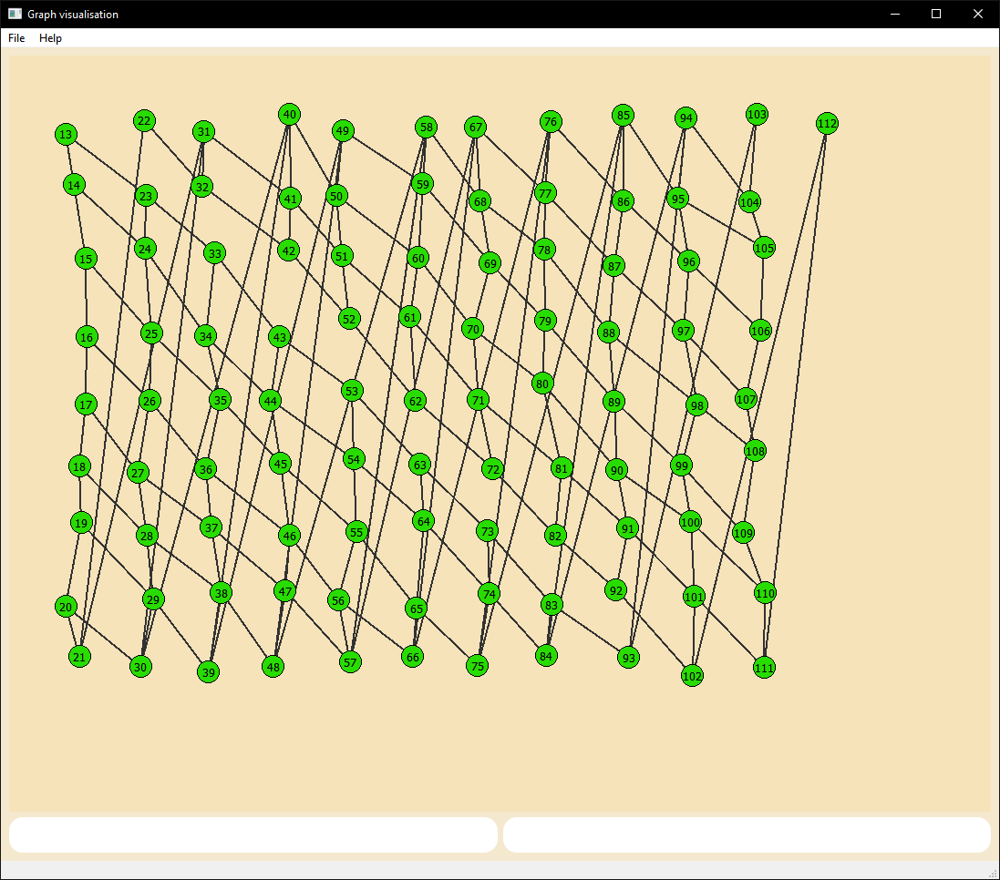 Graph visualisation
File Help
40 85 103
22 76 94 112
31 49 58 67
13
14 32 59
23 41 50 68 77 86 95 104
24 42 78 105
15 33 51 60 69 87 96
52 61 70 79
16 25 34 43 88 97 106
53 80
17 26 35 44 62 71 89 98 107
54 108
18 27 36 45 63 72 81 90 99
19 37 64 100
28 46 55 73 82 91 109
29 38 47 56 74 92 101 110
20 65 83
21 66 84 93
30 39 48 57 75 102 111